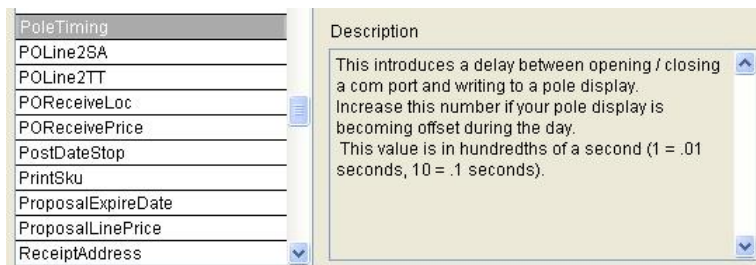 PoleTiming
POLine2SA
POLine2TT
POReceiveLoc
POReceivePrice
PostDateStop
PrintSku
ProposalExpireDate
ProposalLinePrice
ReceiptAddress
Description
This introduces a delay between opening / closing
a com port and writing to a pole display.
Increase this number if your pole display is
becoming offset during the day.
This value is in hundredths of a second (1 = .01
seconds, 10 = .1 seconds).